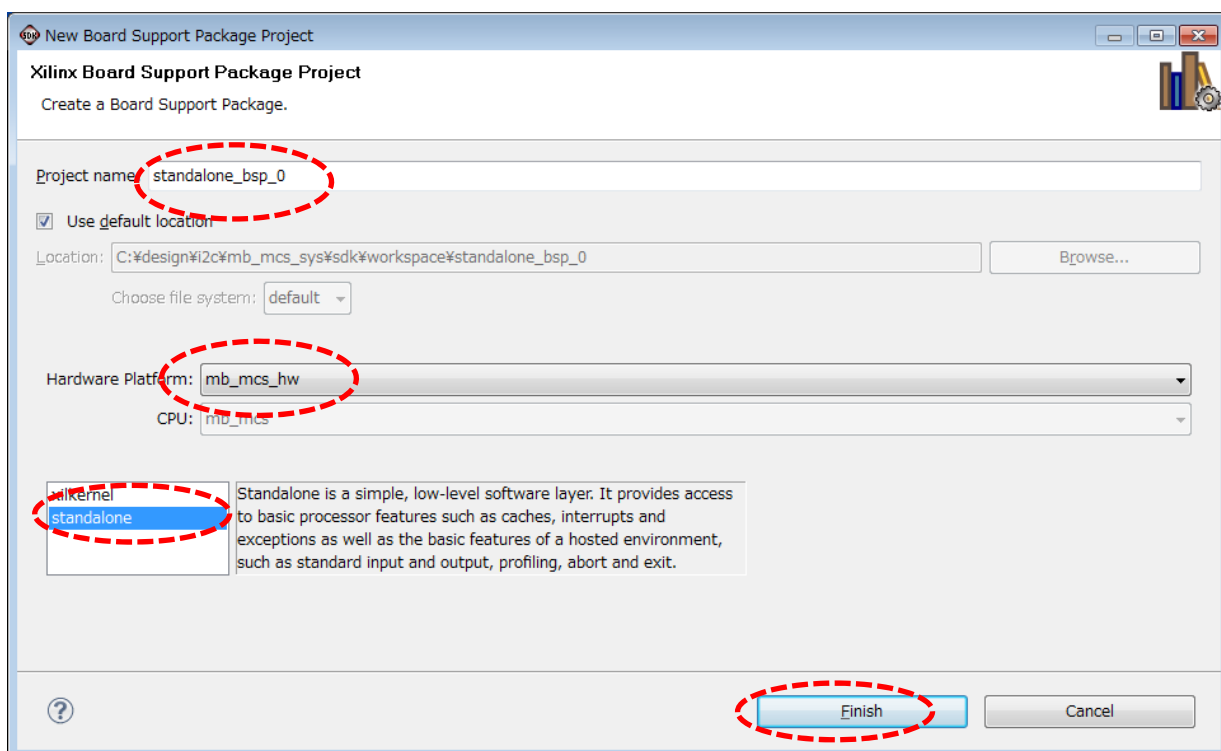 SDK New Board Support Package Project
Xilinx Board Support Package Project
Create a Board Support Package.
Project name: standalone_bsp_0
Use default location
Location: C:¥design¥i2c¥mb_mcs_sys¥sdk¥workspace¥standalone_bsp_0 Browse...
Choose file system: default
Hardware Platform: mb_mcs_hw
CPU: mb_mcs
xilkernel
standalone
Standalone is a simple, low-level software layer. It provides access
to basic processor features such as caches, interrupts and
exceptions as well as the basic features of a hosted environment,
such as standard input and output, profiling, abort and exit.
? Finish Cancel